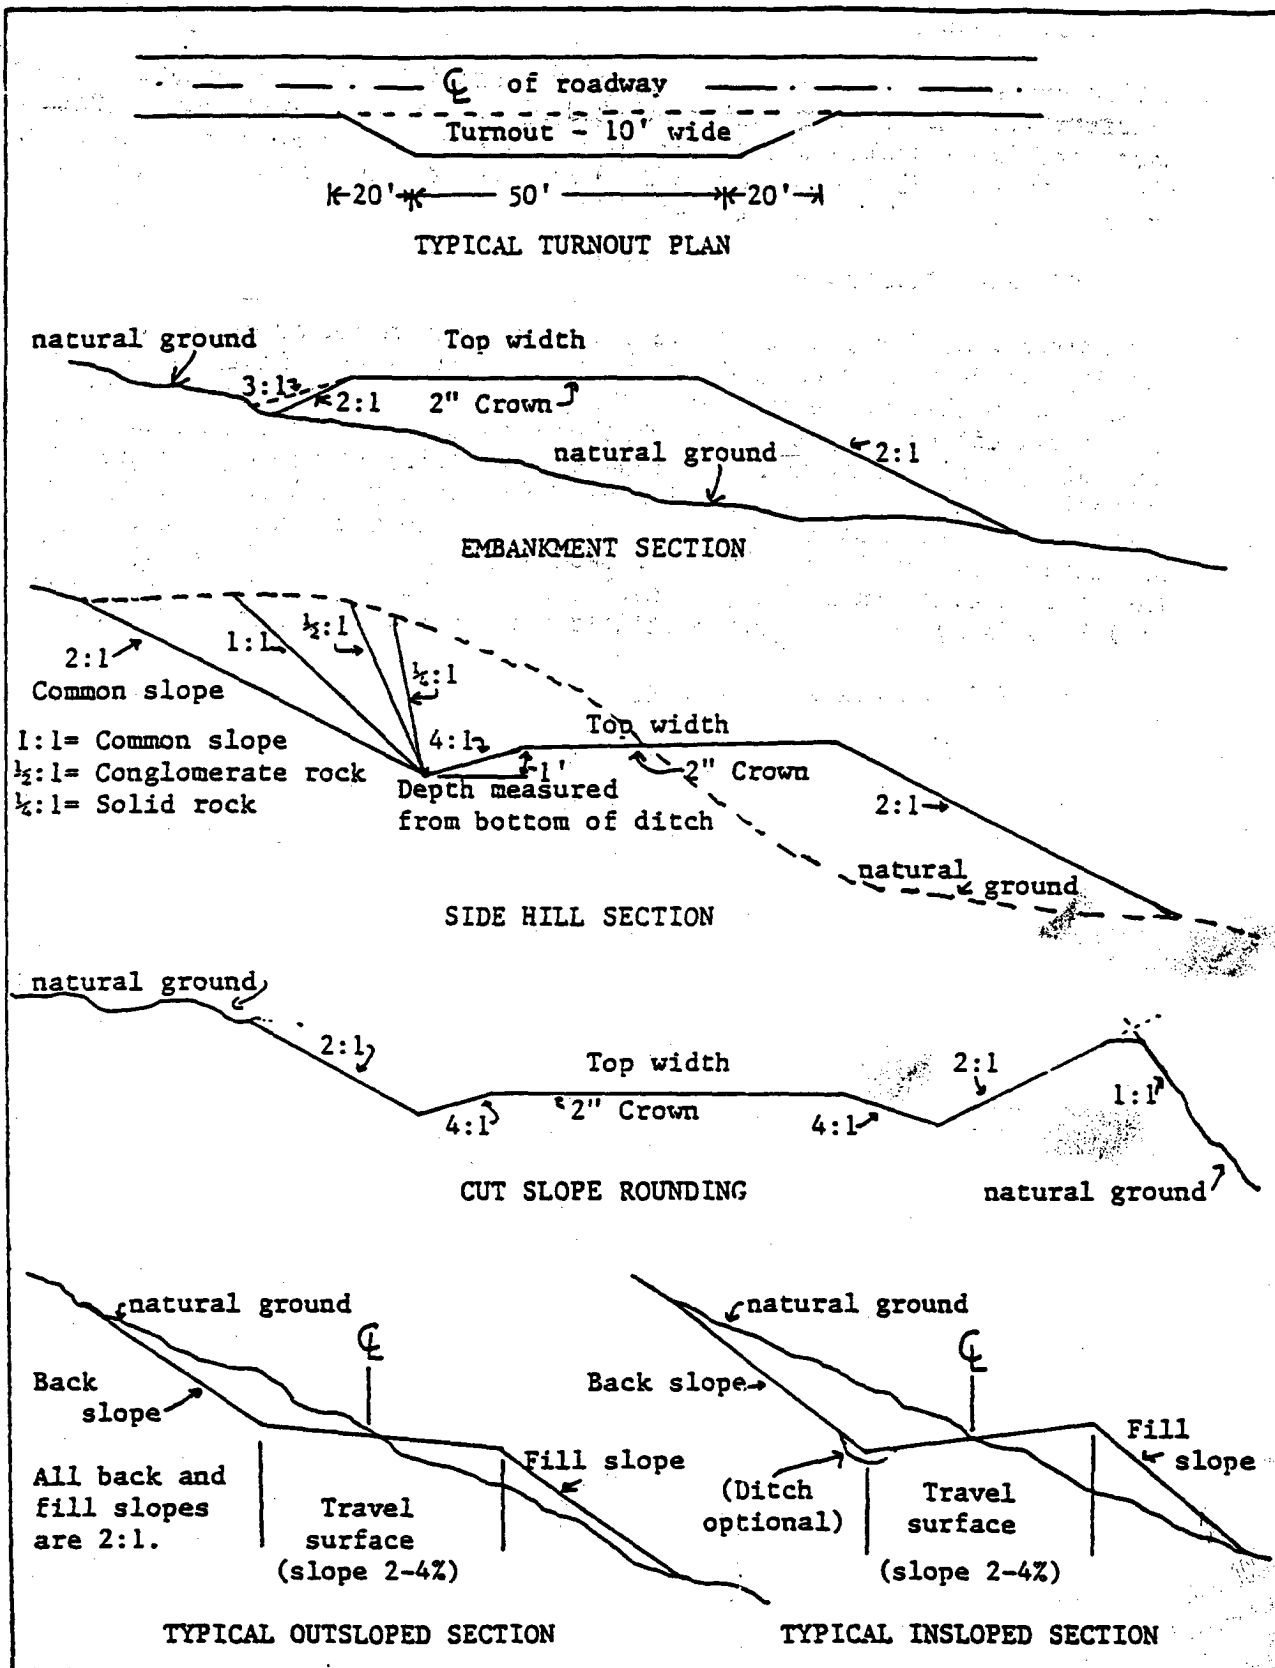 ℄ of roadway
Turnout - 10' wide
20' 50' 20'
TYPICAL TURNOUT PLAN
natural ground
Top width
3:1
2:1
2" Crown
natural ground
2:1
EMBANKMENT SECTION
2:1
Common slope
1:1
½:1
¼:1
1:1= Common slope
½:1= Conglomerate rock
¼:1= Solid rock
4:1
Top width
1'
2" Crown
Depth measured
from bottom of ditch
2:1
natural
ground
SIDE HILL SECTION
natural ground
2:1
Top width
2:1
4:1
2" Crown
4:1
1:1
CUT SLOPE ROUNDING
natural ground
natural ground
℄
Back
slope
Fill slope
All back and
fill slopes
are 2:1.
Travel
surface
(slope 2-4%)
TYPICAL OUTSLOPED SECTION
natural ground
℄
Back slope
Fill
slope
(Ditch
optional)
Travel
surface
(slope 2-4%)
TYPICAL INSLOPED SECTION